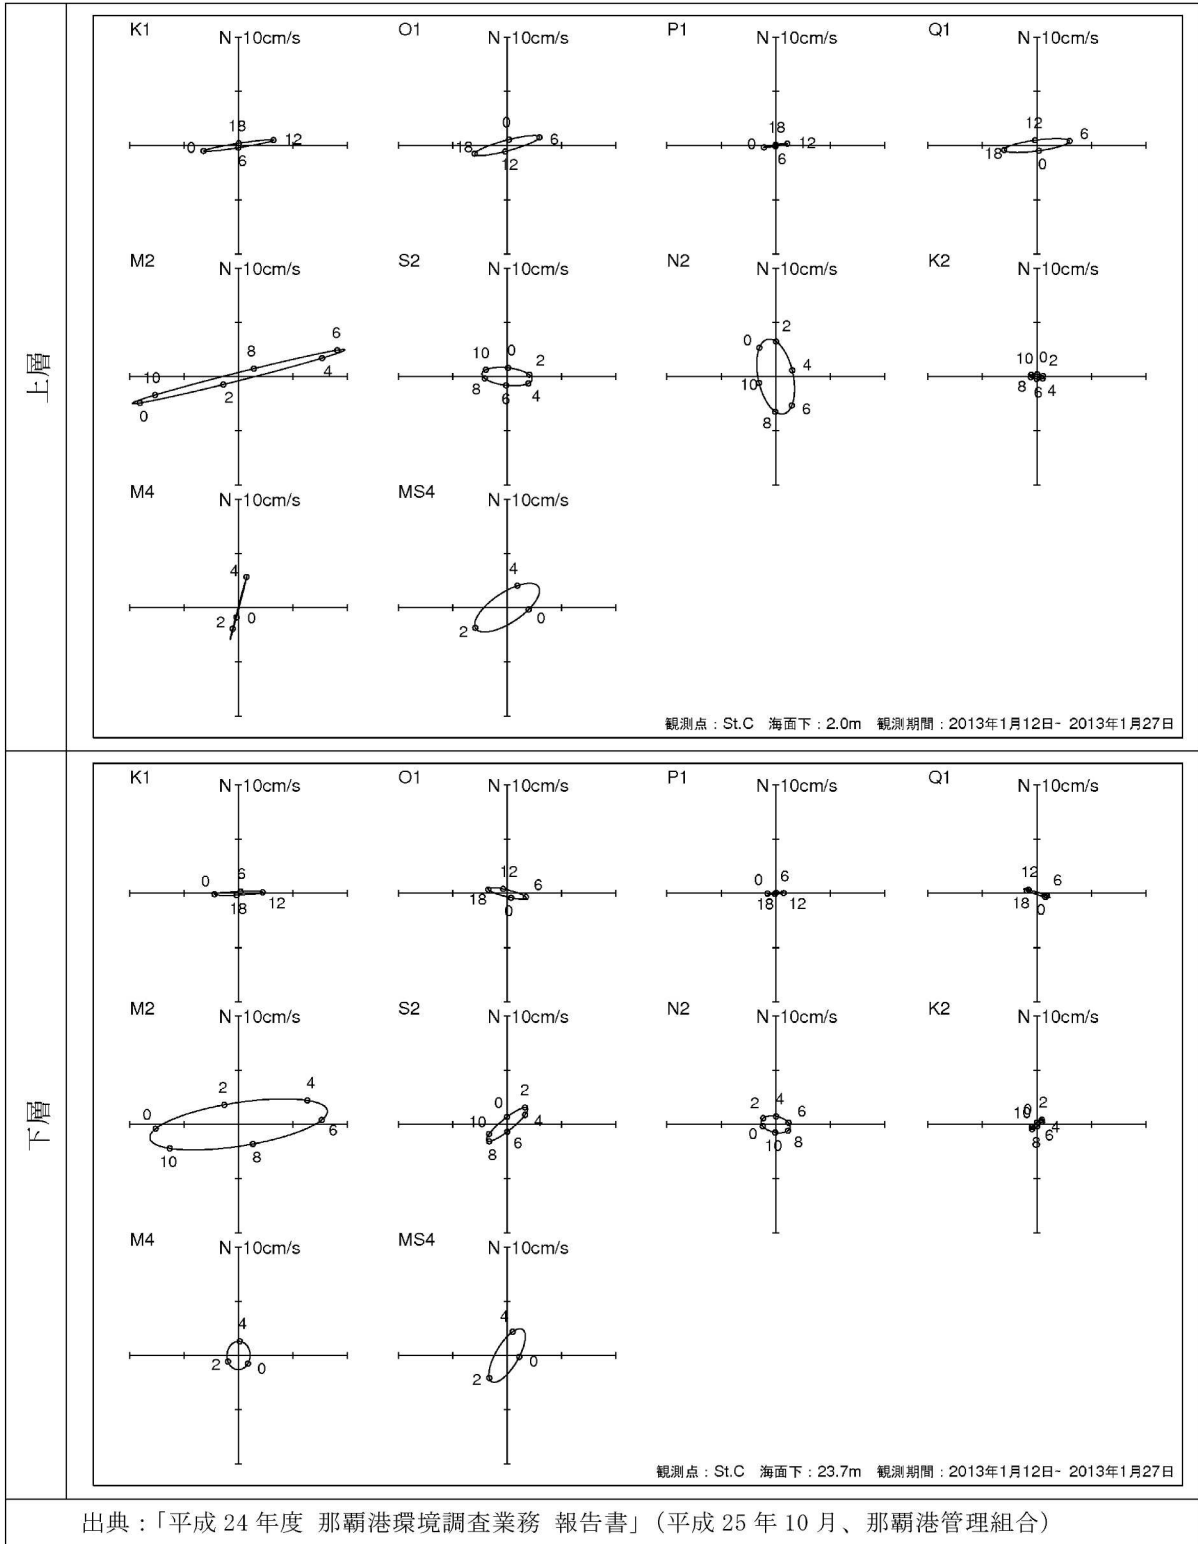 上層
K1 O1 P1 Q1
N 10cm/s N 10cm/s N 10cm/s N 10cm/s
0 6 12 18
0 6 12 18
0 6 12 18
0 6 12 18
M2 S2 N2 K2
N 10cm/s N 10cm/s N 10cm/s N 10cm/s
0 2 4 6 8 10
0 2 4 6 8 10
0 2 4 6 8 10
0 2 4 6 8 10
M4 MS4
N 10cm/s N 10cm/s
0 2 4
0 2 4
観測点:St.C 海面下:2.0m 観測期間:2013年1月12日- 2013年1月27日
下層
K1 O1 P1 Q1
N 10cm/s N 10cm/s N 10cm/s N 10cm/s
0 6 12 18
0 6 12 18
0 6 12 18
0 6 12 18
M2 S2 N2 K2
N 10cm/s N 10cm/s N 10cm/s N 10cm/s
0 2 4 6 8 10
0 2 4 6 8 10
0 2 4 6 8 10
0 2 4 6 8 10
M4 MS4
N 10cm/s N 10cm/s
0 2 4
0 2 4
観測点:St.C 海面下:23.7m 観測期間:2013年1月12日- 2013年1月27日
出典:「平成 24 年度 那覇港環境調査業務 報告書」(平成 25 年 10 月、那覇港管理組合)